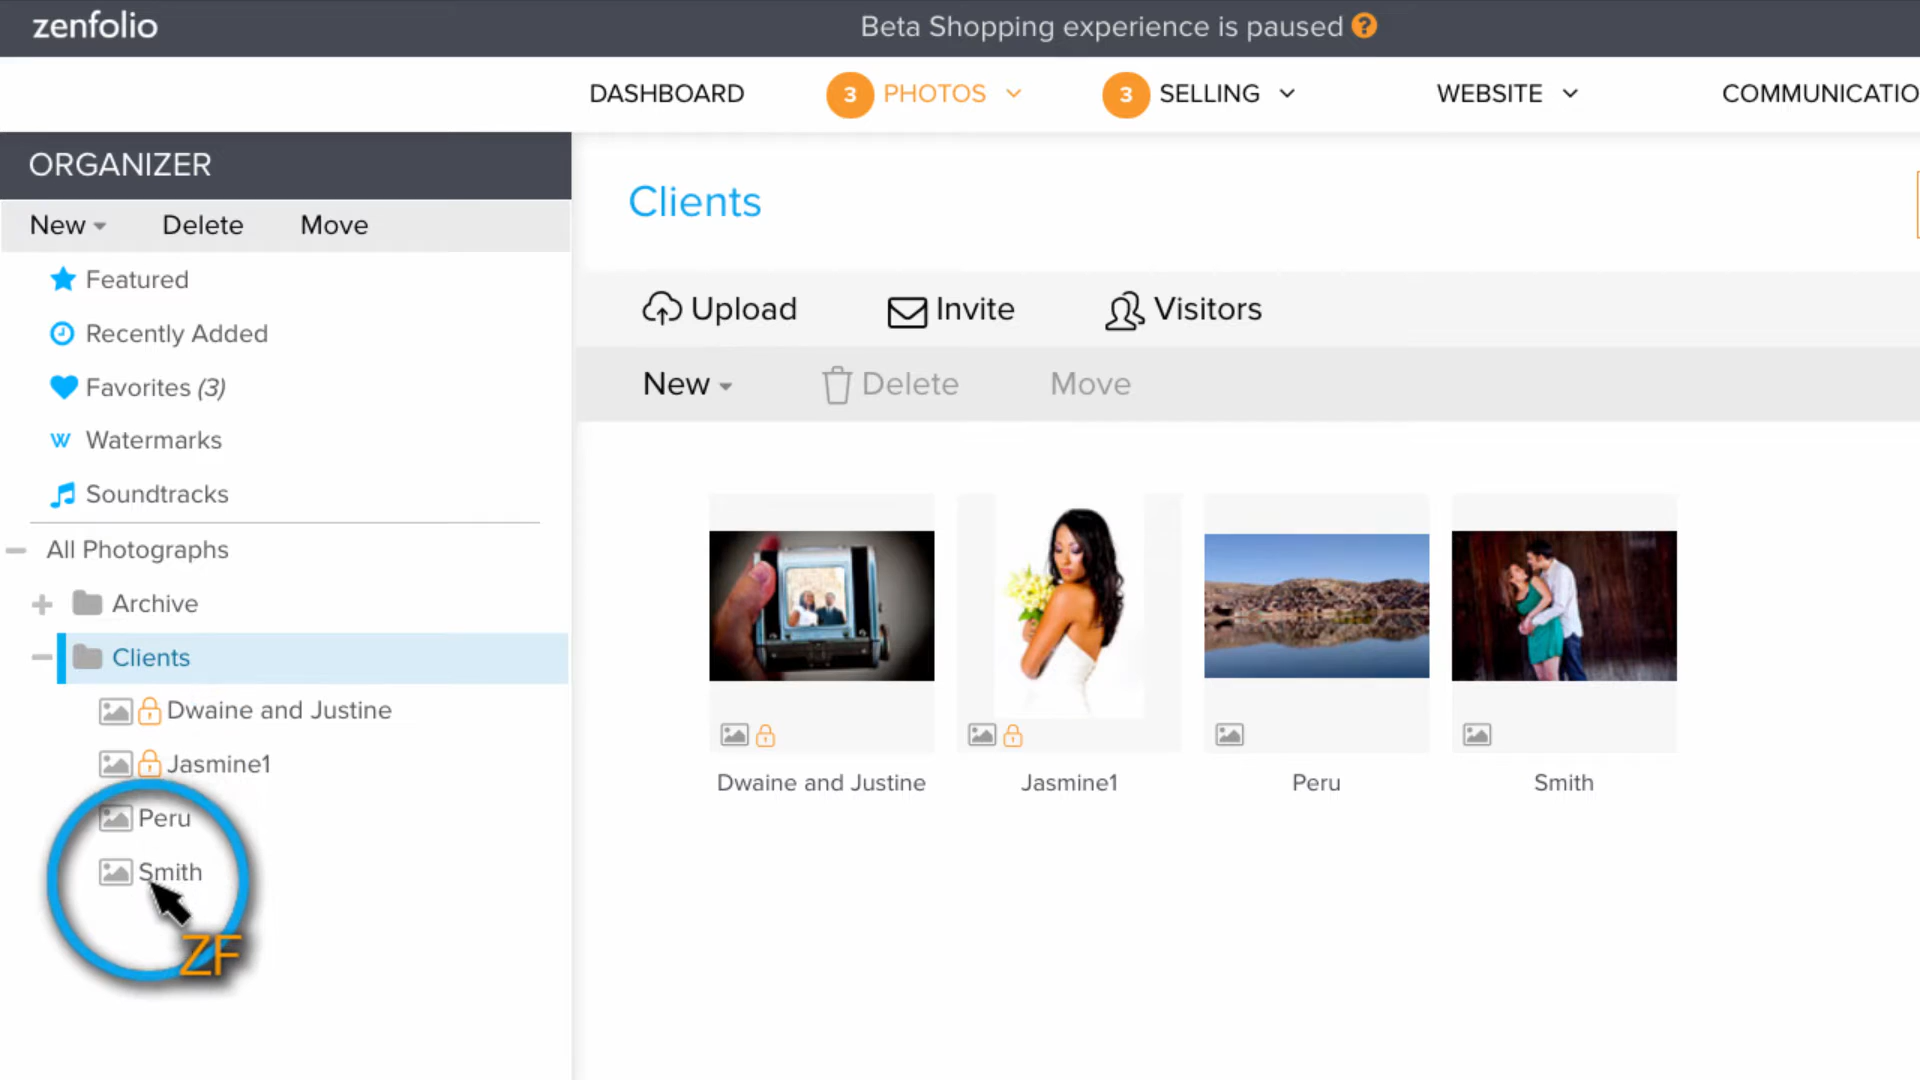 zenfolio
Beta Shopping experience is paused ?
DASHBOARD 3 PHOTOS 3 SELLING WEBSITE COMMUNICATIO
ORGANIZER
New Delete Move
Featured
Recently Added
Favorites (3)
W Watermarks
Soundtracks
All Photographs
Archive
Clients
Dwaine and Justine
Jasmine1
Peru
Smith
ZF
Clients
Upload Invite Visitors
New Delete Move
Dwaine and Justine Jasmine1 Peru Smith